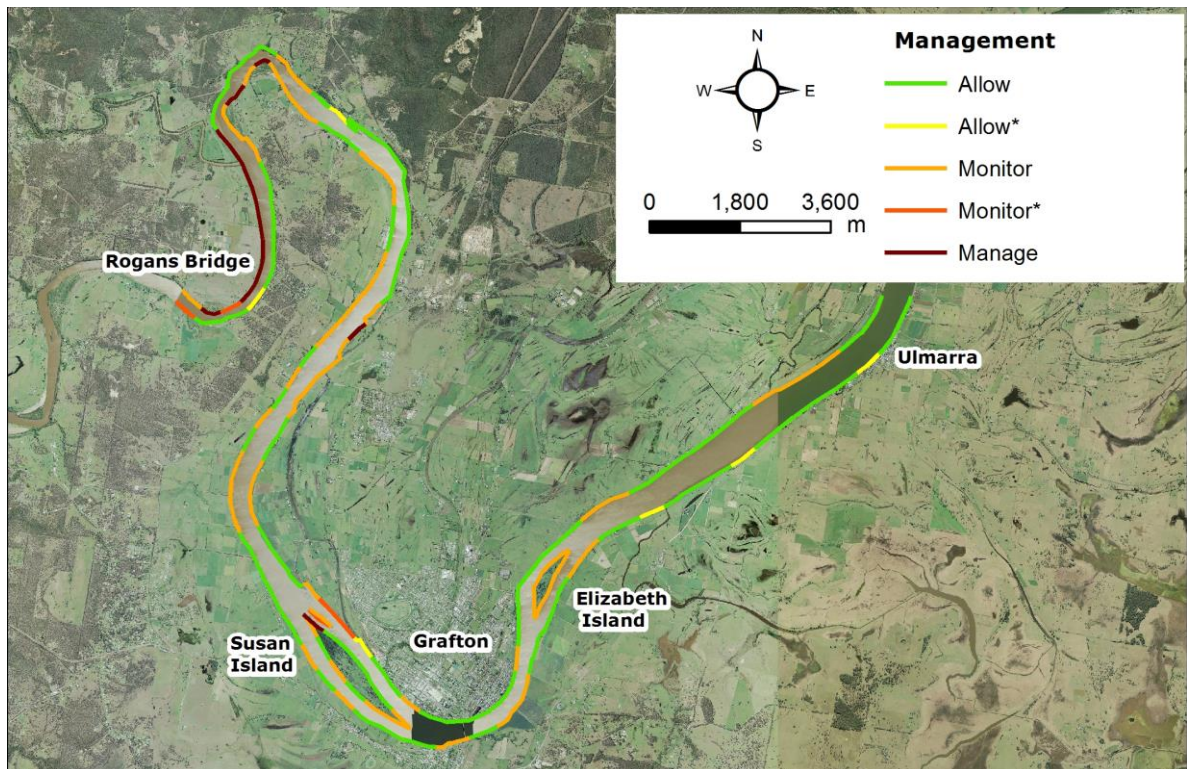 Management
N
W
E
S
Allow
Allow*
Monitor
Monitor*
Manage
0 1,800 3,600
m
Rogans Bridge
Ulmarra
Elizabeth
Island
Grafton
Susan
Island